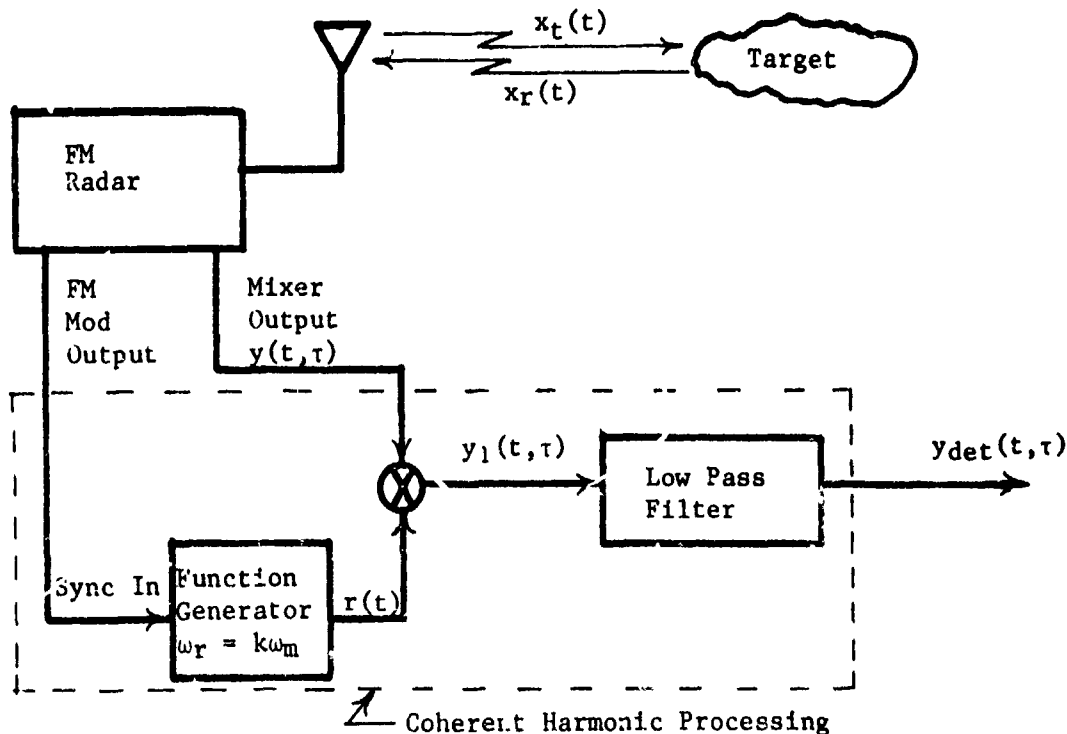 x_t(t)
Target
x_r(t)
FM
Radar
FM
Mod
Output
Mixer
Output
y(t,τ)
y_1(t,τ)
y_det(t,τ)
Low Pass
Filter
Sync In
Function
Generator
ω_r = kω_m
r(t)
Coherent Harmonic Processing